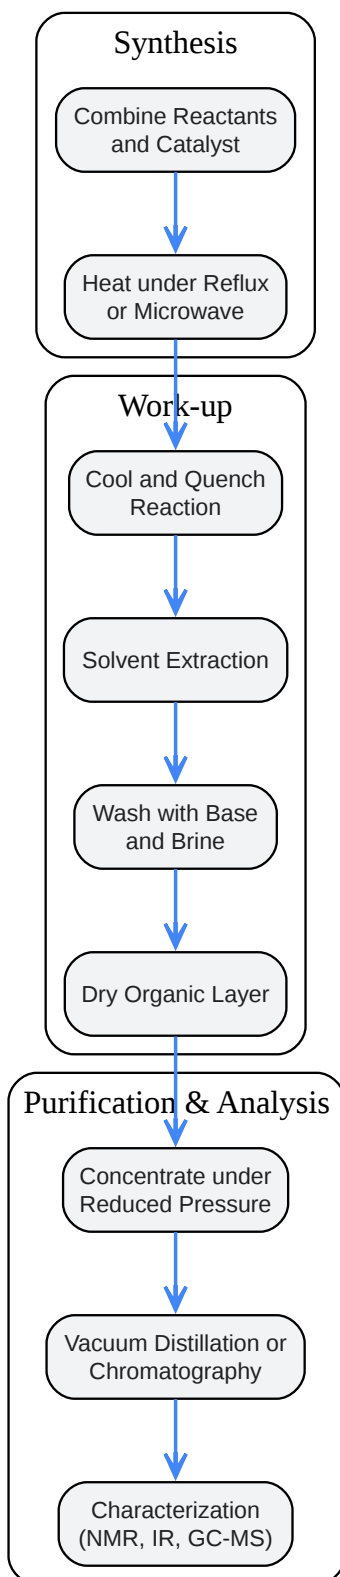 Synthesis
Combine Reactants
and Catalyst
Heat under Reflux
or Microwave
Work-up
Cool and Quench
Reaction
Solvent Extraction
Wash with Base
and Brine
Dry Organic Layer
Purification & Analysis
Concentrate under
Reduced Pressure
Vacuum Distillation or
Chromatography
Characterization
(NMR, IR, GC-MS)